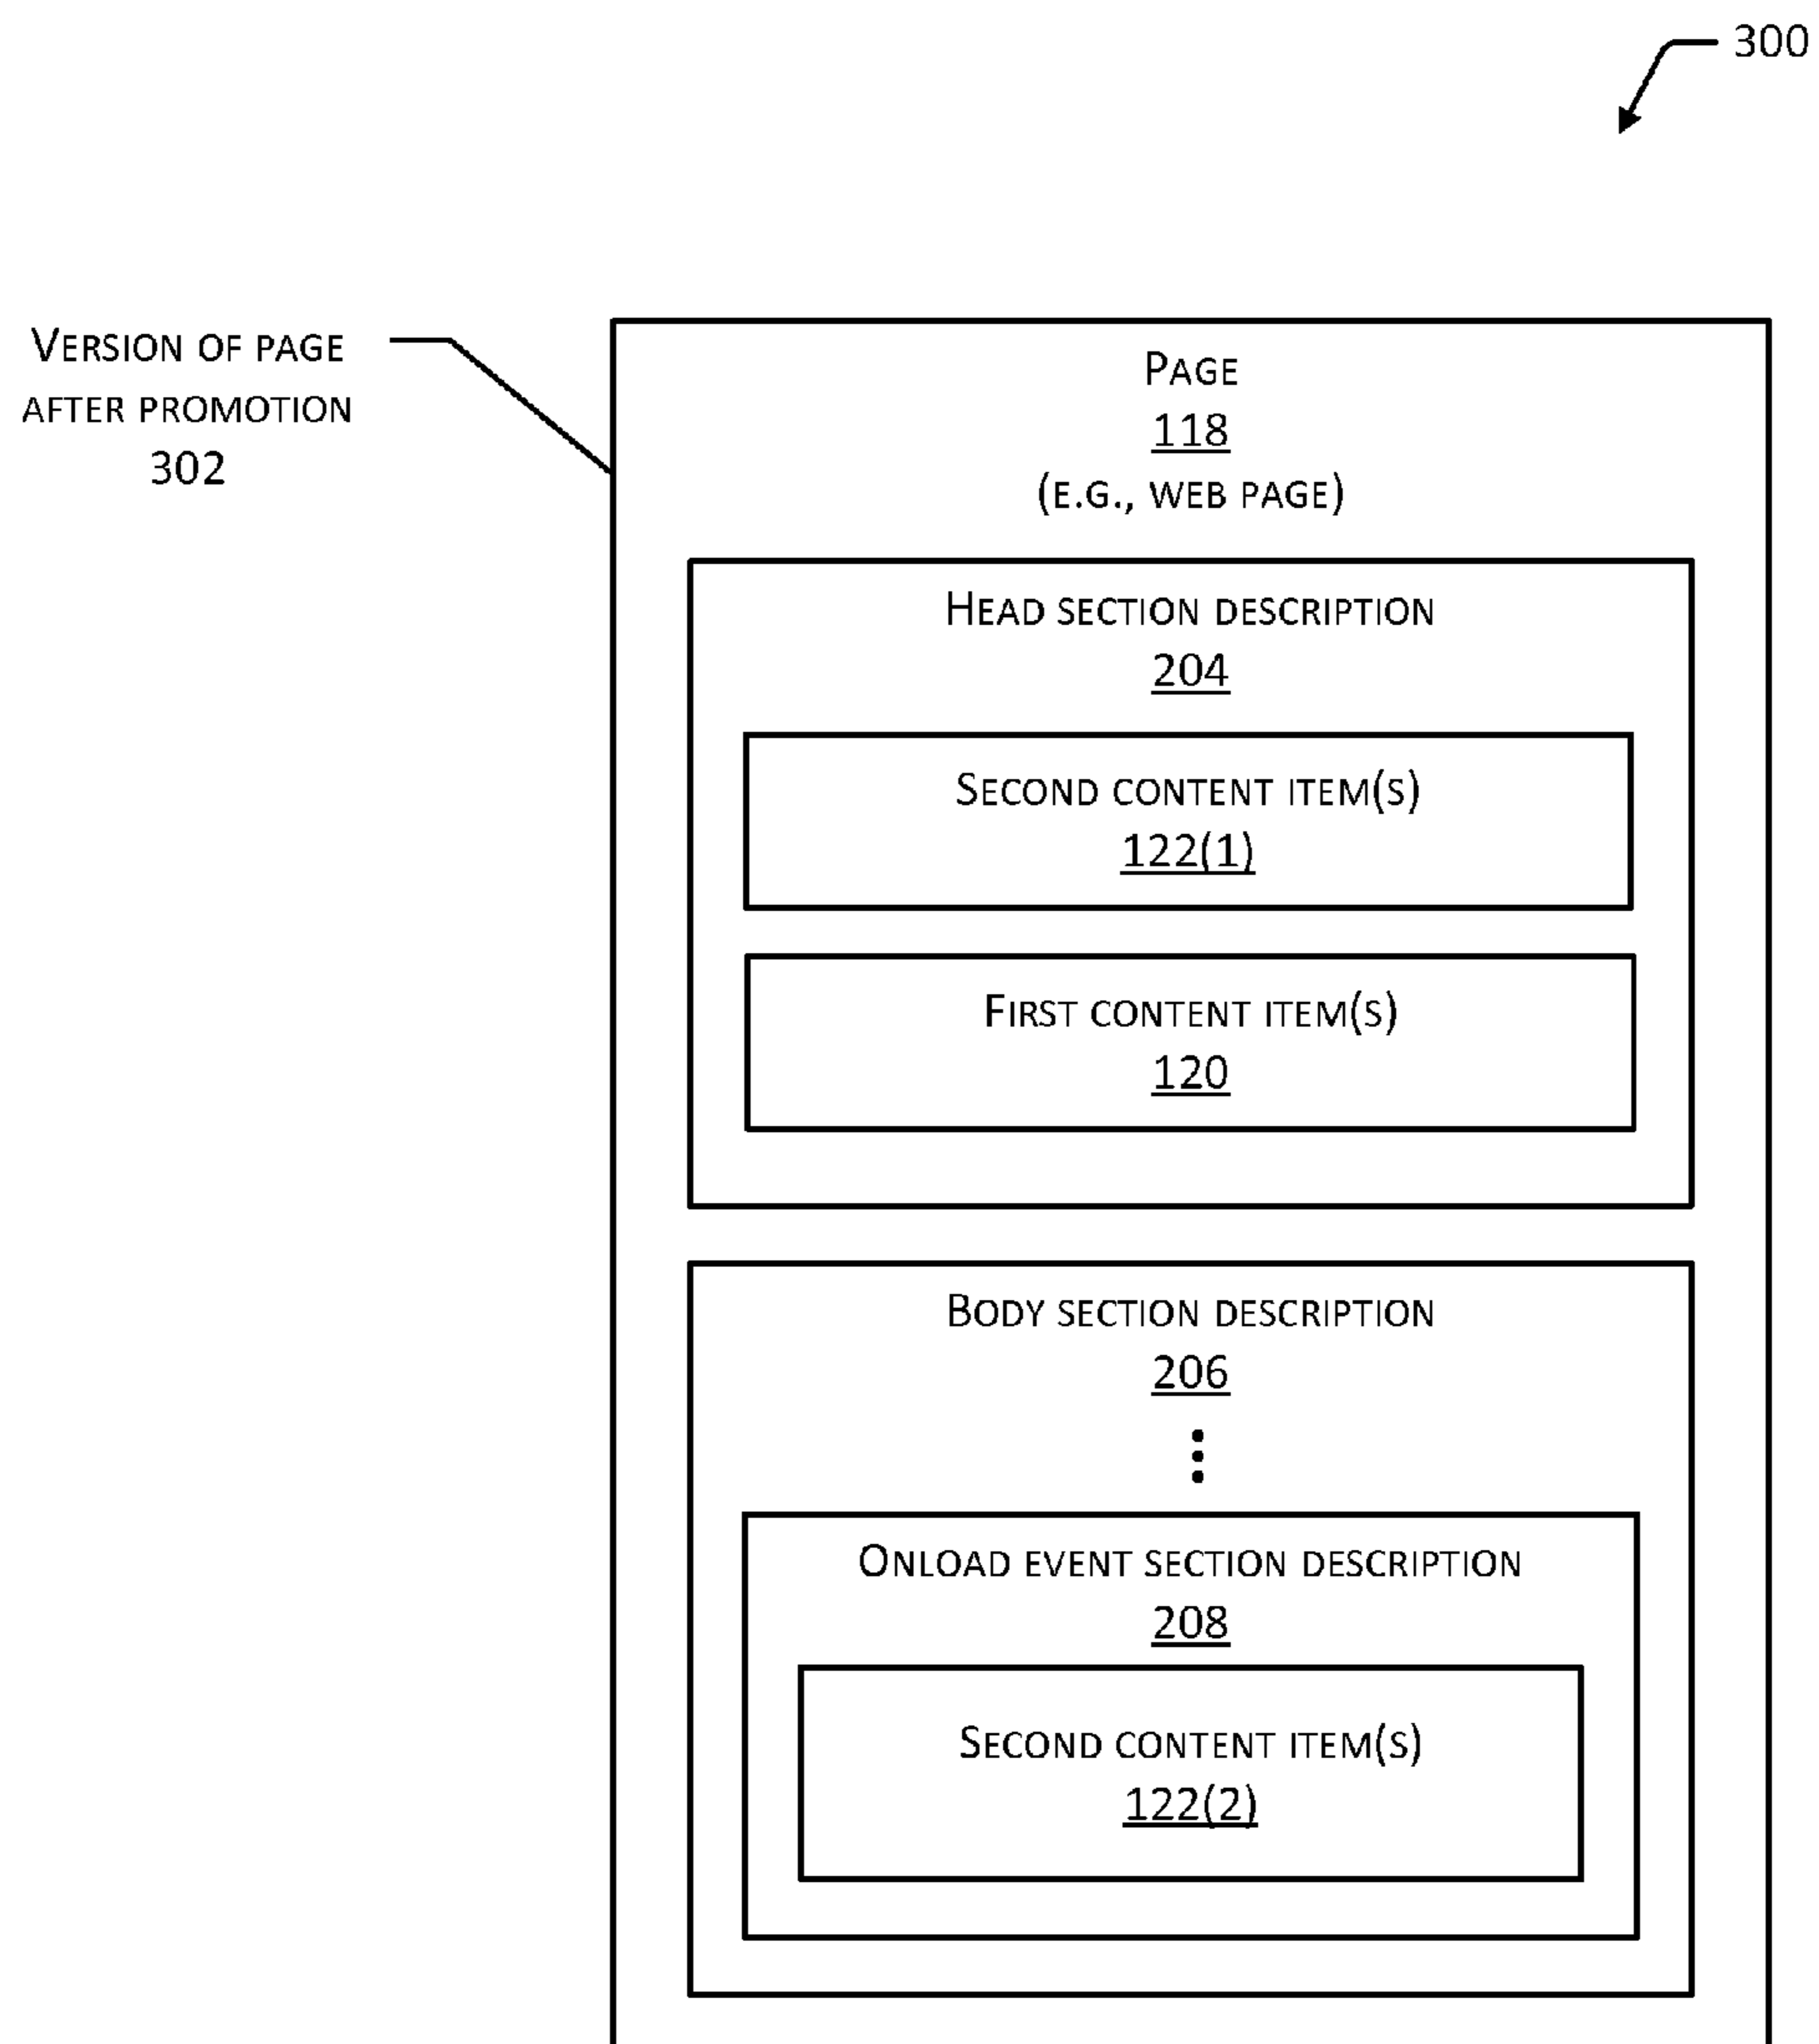 300
Version of page
after promotion
302
Page
118
(e.g., web page)
Head section description
204
Second content item(s)
122(1)
First content item(s)
120
Body section description
206
Onload event section description
208
Second content item(s)
122(2)